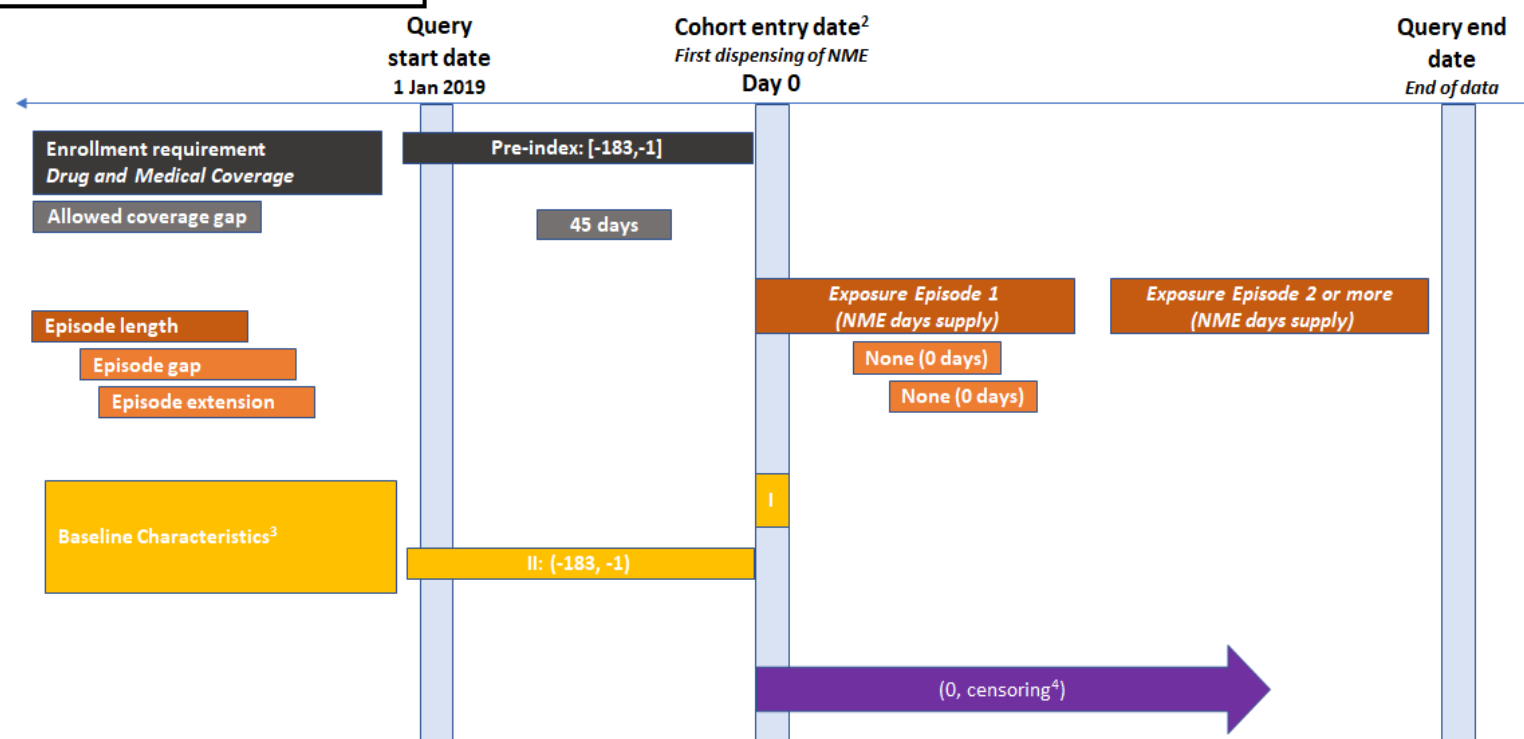 Query
start date
1 Jan 2019
Cohort entry date²
First dispensing of NME
Day 0
Query end
date
End of data
Enrollment requirement
Drug and Medical Coverage
Pre-index: [-183,-1]
Allowed coverage gap
45 days
Exposure Episode 1
(NME days supply)
Exposure Episode 2 or more
(NME days supply)
Episode length
Episode gap
None (0 days)
Episode extension
None (0 days)
I
Baseline Characteristics³
II: (-183, -1)
(0, censoring⁴)